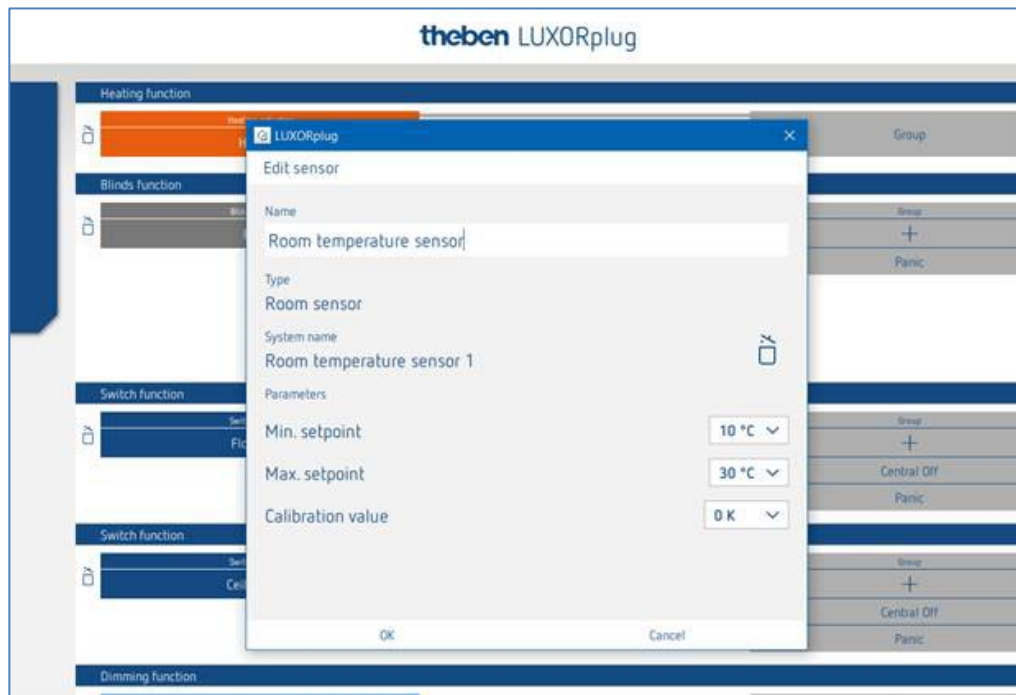 theben LUXORplug
Heating function
Group
LUXORplug
Edit sensor
Blinds function
Name
Room temperature sensor
Group
+
Panic
Type
Room sensor
System name
Room temperature sensor 1
Parameters
Switch function
Min. setpoint
10 °C
Group
+
Max. setpoint
30 °C
Central Off
Panic
Calibration value
0 K
Switch function
Group
+
Central Off
Panic
OK
Cancel
Dimming function